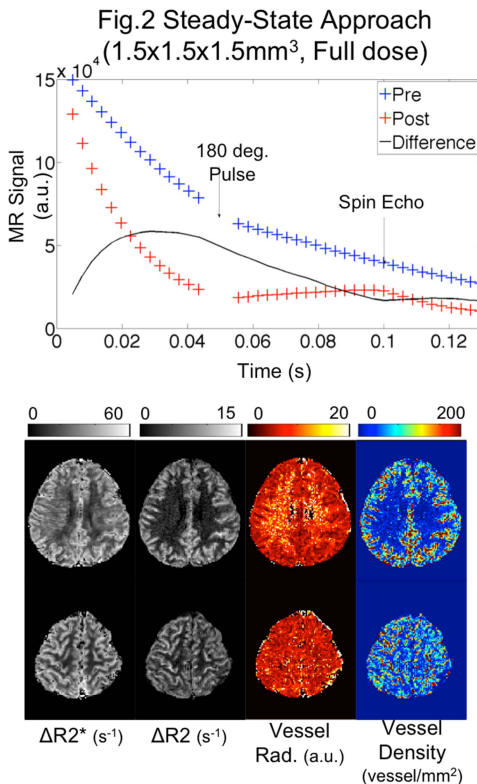 Fig.2 Steady-State Approach
(1.5x1.5x1.5mm³, Full dose)
x 10⁴
15
10
5
0
MR Signal
(a.u.)
Pre
Post
Difference
180 deg.
Pulse
Spin Echo
0 0.02 0.04 0.06 0.08 0.1 0.12
Time (s)
0 60 0 15 0 20 0 200
ΔR2* (s⁻¹) ΔR2 (s⁻¹) Vessel Rad. (a.u.) Vessel Density (vessel/mm²)